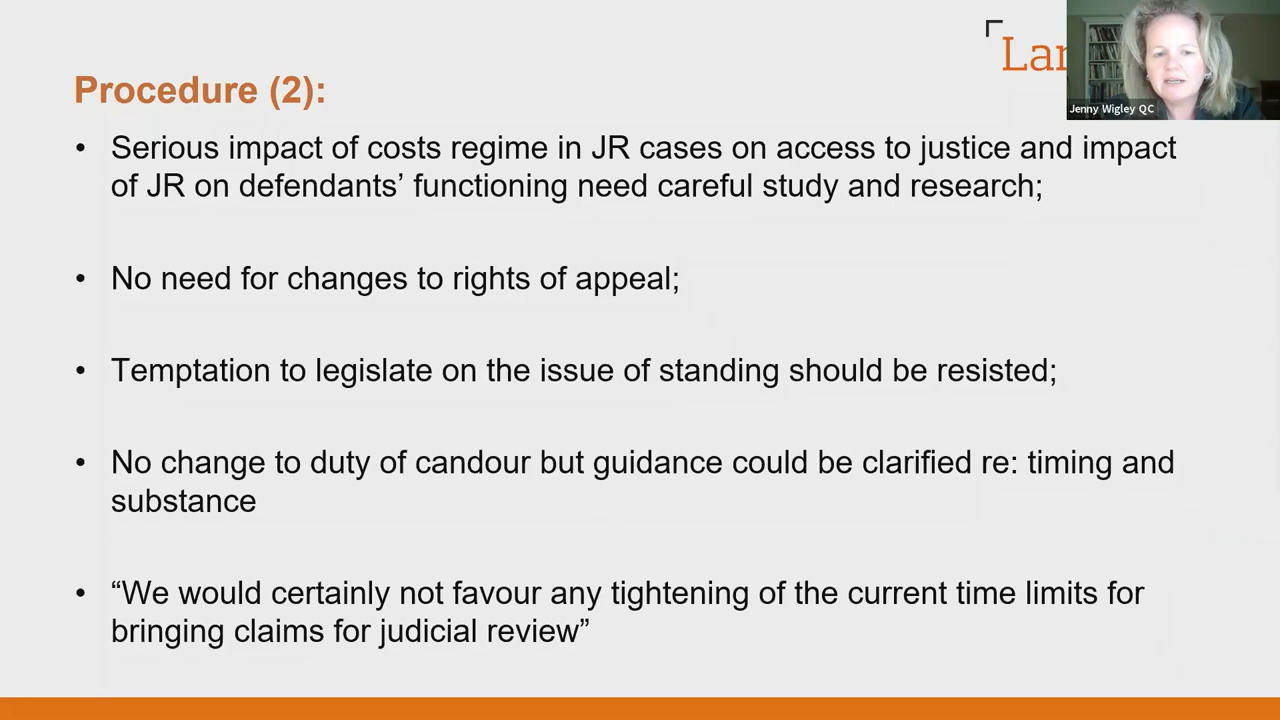 Lan
Jenny Wigley QC
Procedure (2):
• Serious impact of costs regime in JR cases on access to justice and impact
of JR on defendants’ functioning need careful study and research;
• No need for changes to rights of appeal;
• Temptation to legislate on the issue of standing should be resisted;
• No change to duty of candour but guidance could be clarified re: timing and
substance
• “We would certainly not favour any tightening of the current time limits for
bringing claims for judicial review”